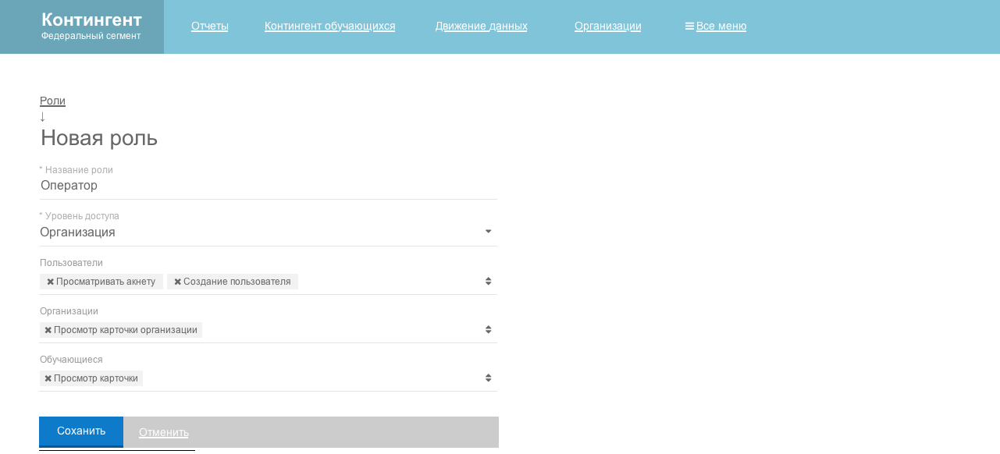 Контингент
Федеральный сегмент
Отчеты
Контингент обучающихся
Движение данных
Организации
Все меню
Роли
↓
Новая роль
* Название роли
Оператор
* Уровень доступа
Организация
Пользователи
✖ Просматривать акнету ✖ Создание пользователя
Организации
✖ Просмотр карточки организации
Обучающиеся
✖ Просмотр карточки
Соханить Отменить